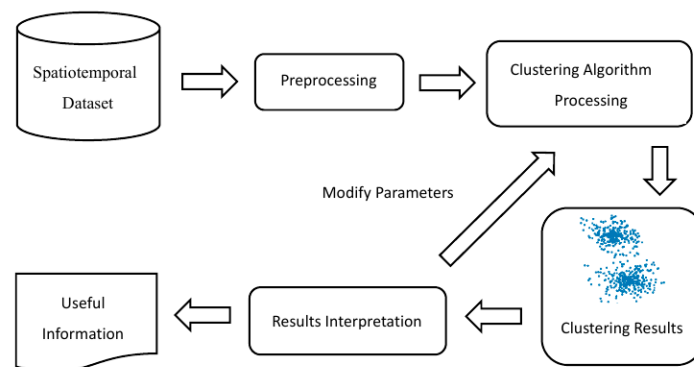 Spatiotemporal
Dataset
Preprocessing
Clustering Algorithm
Processing
Modify Parameters
Useful
Information
Results Interpretation
Clustering Results